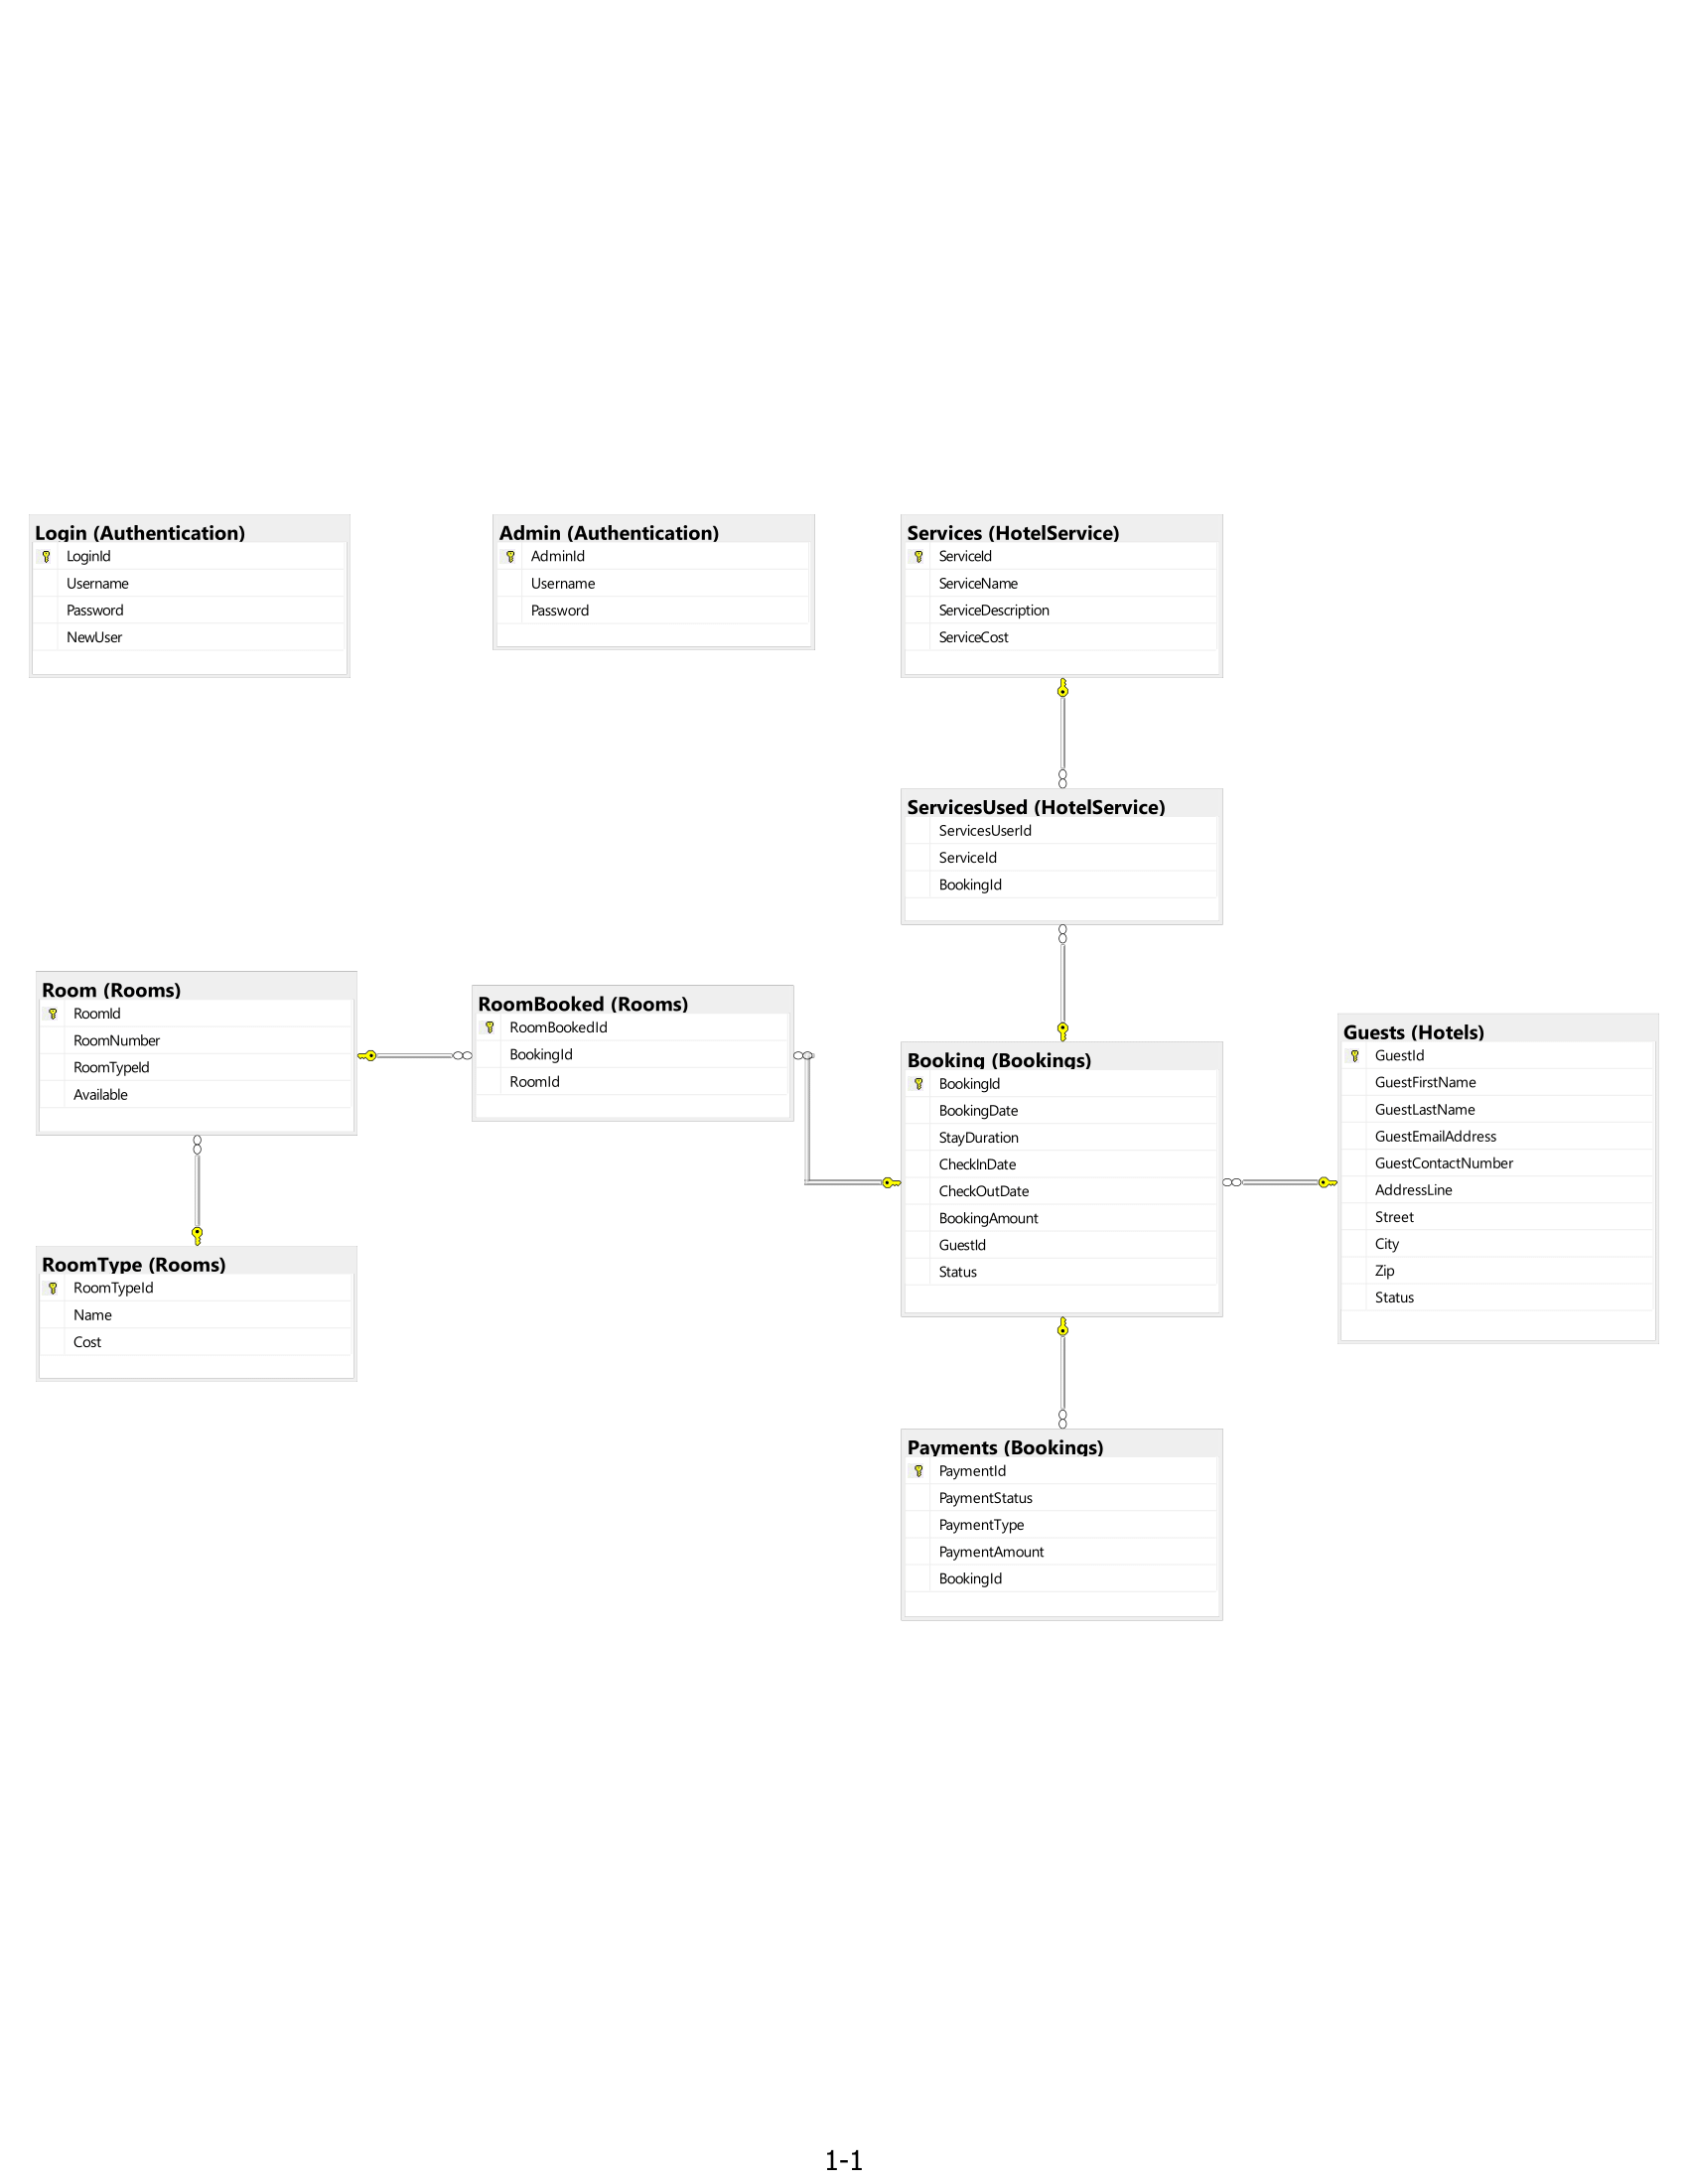 Login (Authentication)
LoginId
Username
Password
NewUser
Admin (Authentication)
AdminId
Username
Password
Services (HotelService)
ServiceId
ServiceName
ServiceDescription
ServiceCost
ServicesUsed (HotelService)
ServicesUserId
ServiceId
BookingId
Room (Rooms)
RoomId
RoomNumber
RoomTypeId
Available
RoomBooked (Rooms)
RoomBookedId
BookingId
RoomId
Booking (Bookings)
BookingId
BookingDate
StayDuration
CheckInDate
CheckOutDate
BookingAmount
GuestId
Status
Guests (Hotels)
GuestId
GuestFirstName
GuestLastName
GuestEmailAddress
GuestContactNumber
AddressLine
Street
City
Zip
Status
RoomType (Rooms)
RoomTypeId
Name
Cost
Payments (Bookings)
PaymentId
PaymentStatus
PaymentType
PaymentAmount
BookingId
1-1